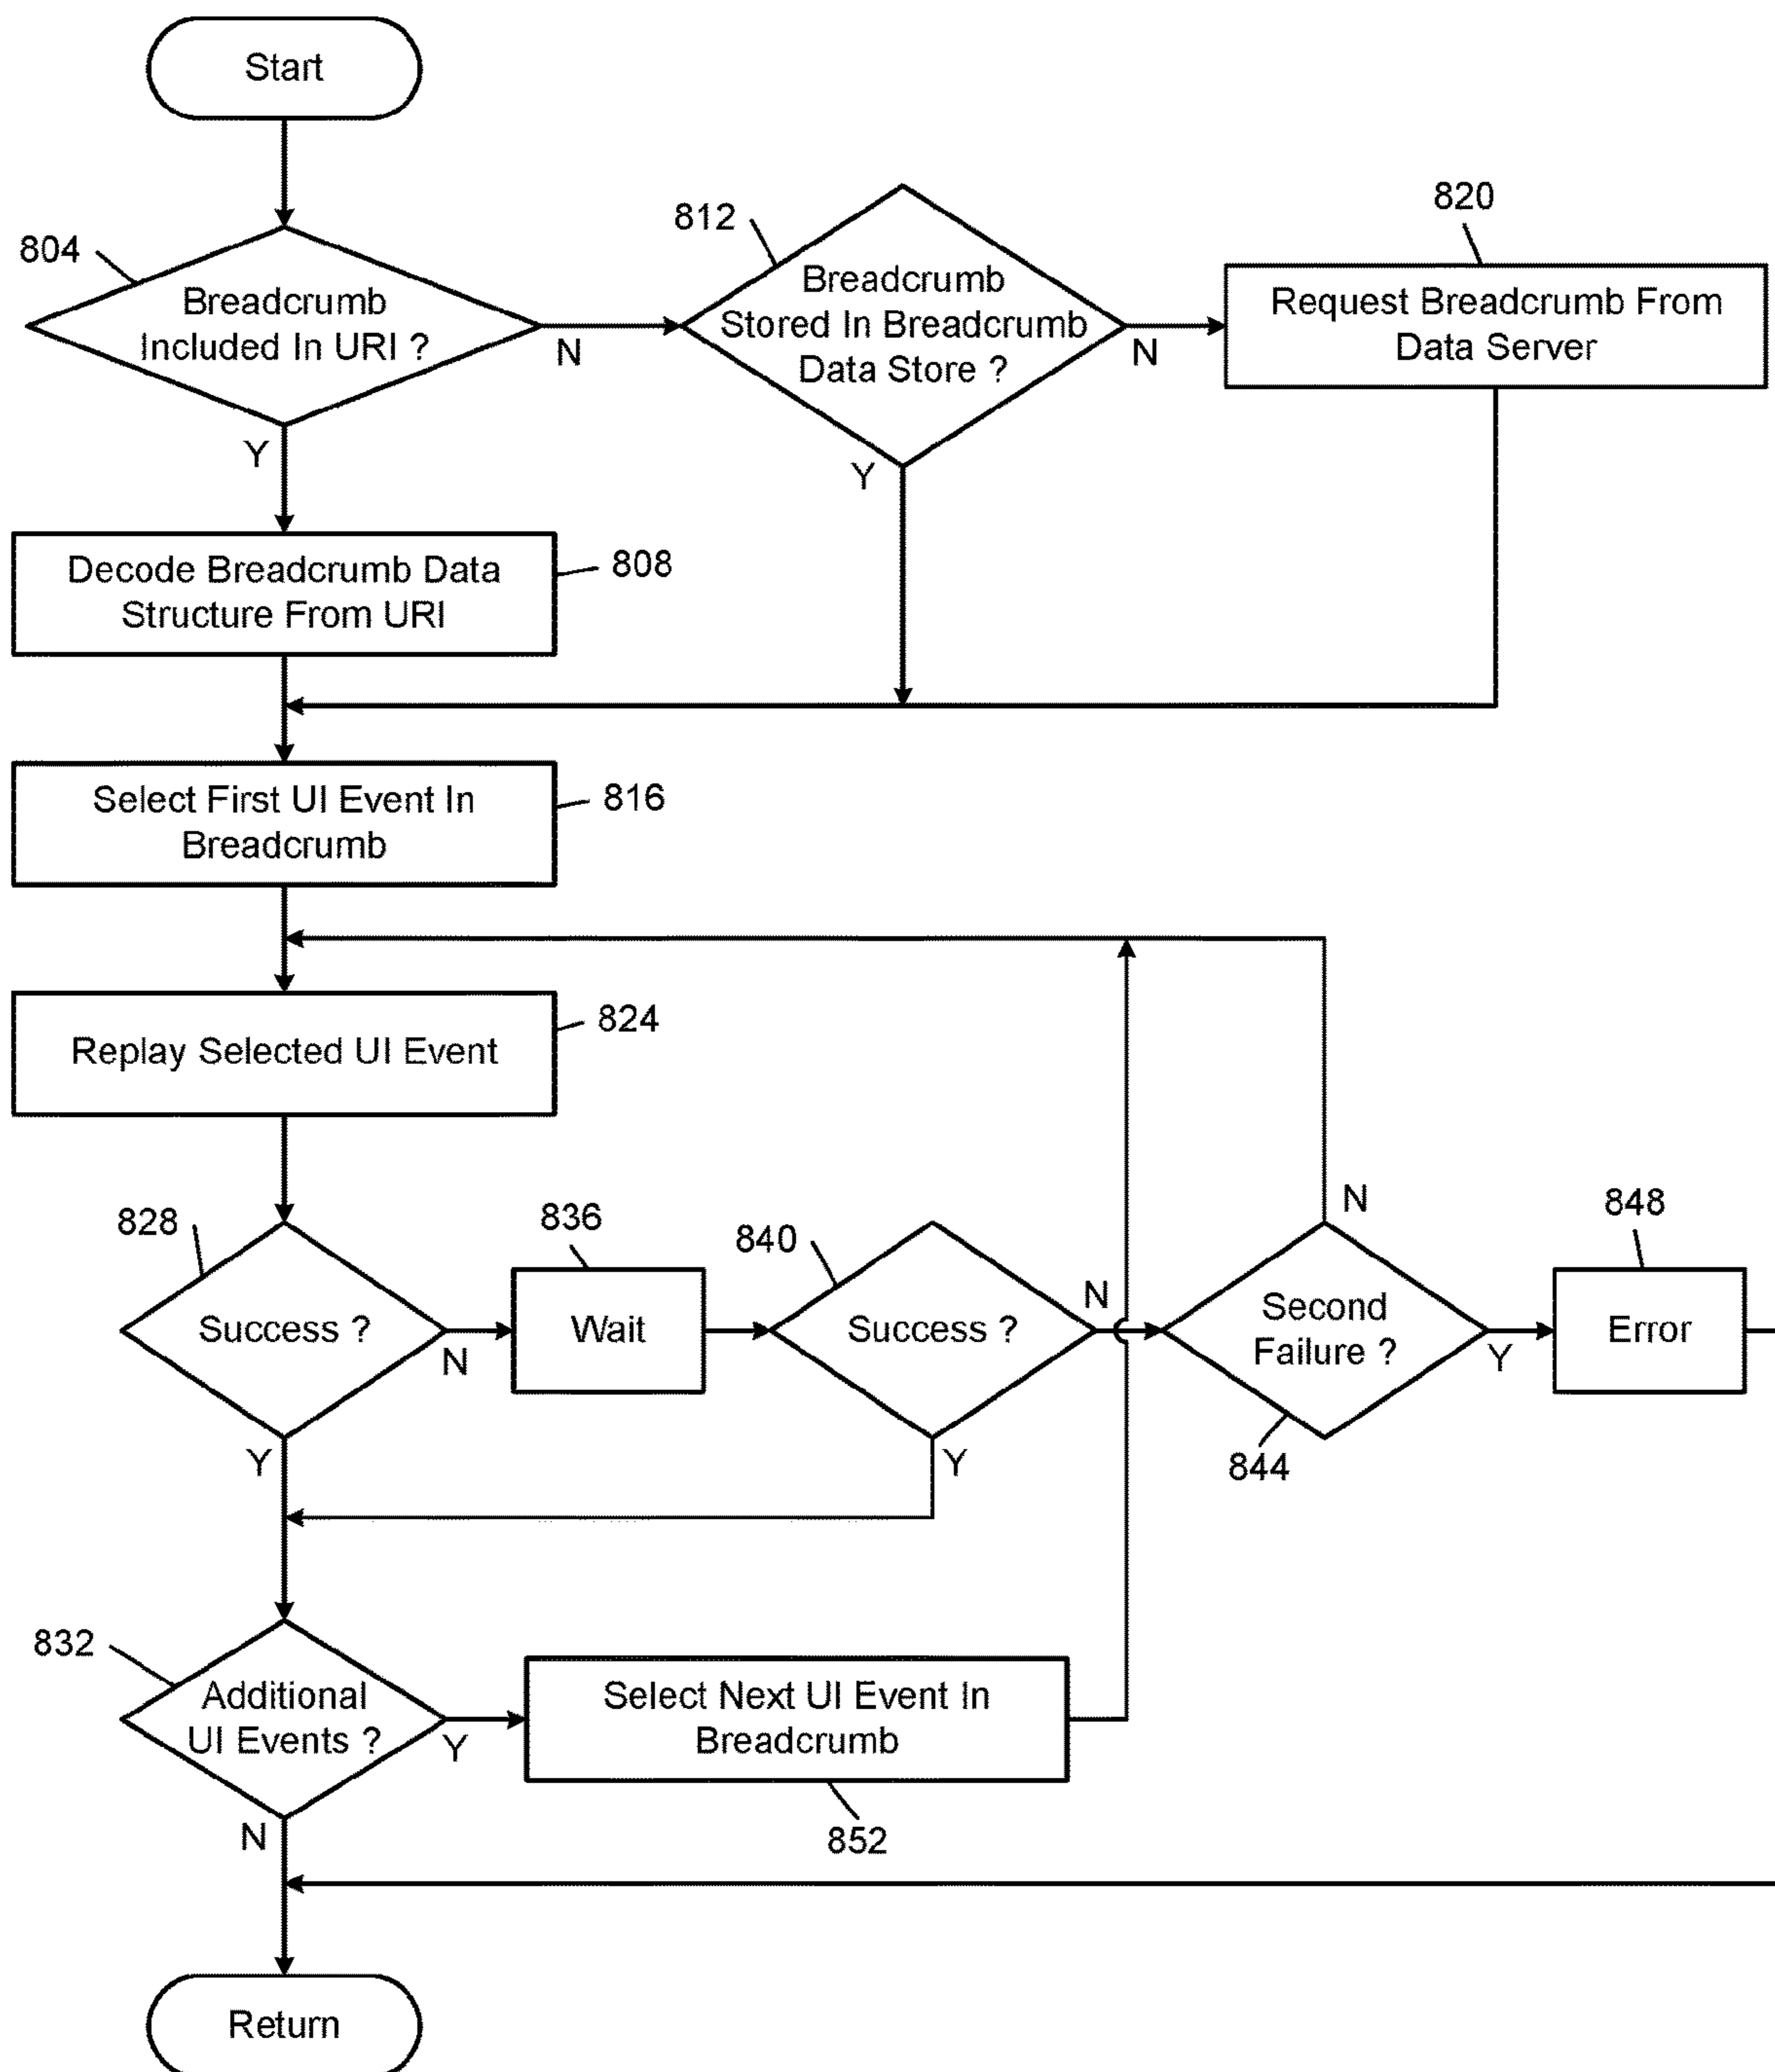 Start
804
Breadcrumb
Included In URI ?
N
Y
812
Breadcrumb
Stored In Breadcrumb
Data Store ?
N
Y
820
Request Breadcrumb From
Data Server
Decode Breadcrumb Data
Structure From URI
808
Select First UI Event In
Breadcrumb
816
Replay Selected UI Event
824
828
Success ?
N
Y
836
Wait
840
Success ?
N
Y
Second
Failure ?
N
Y
844
848
Error
832
Additional
UI Events ?
Y
N
Select Next UI Event In
Breadcrumb
852
Return